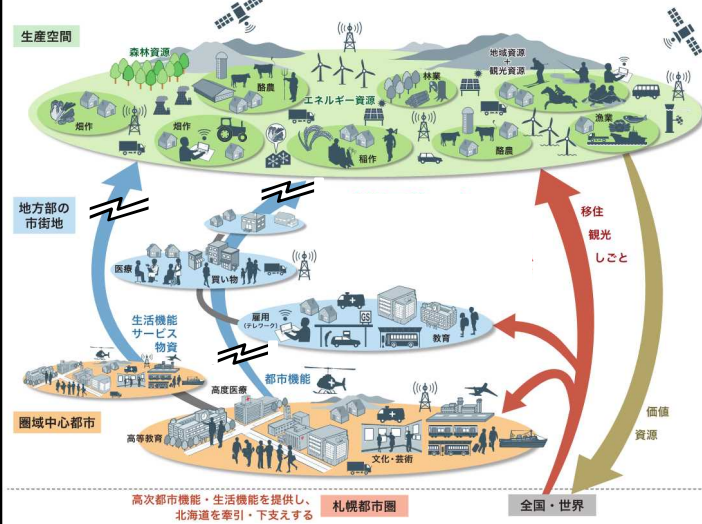 生産空間
森林資源
地域資源
+
観光資源
林業
酪農
エネルギー資源
畑作
畑作
稲作
酪農
漁業
地方部の
市街地
移住
観光
しごと
医療
買い物
雇用
(テレワーク)
GS
教育
生活機能
サービス
物資
都市機能
高度医療
圏域中心都市
高等教育
文化・芸術
価値
資源
高次都市機能・生活機能を提供し、
北海道を牽引・下支えする
札幌都市圏
全国・世界